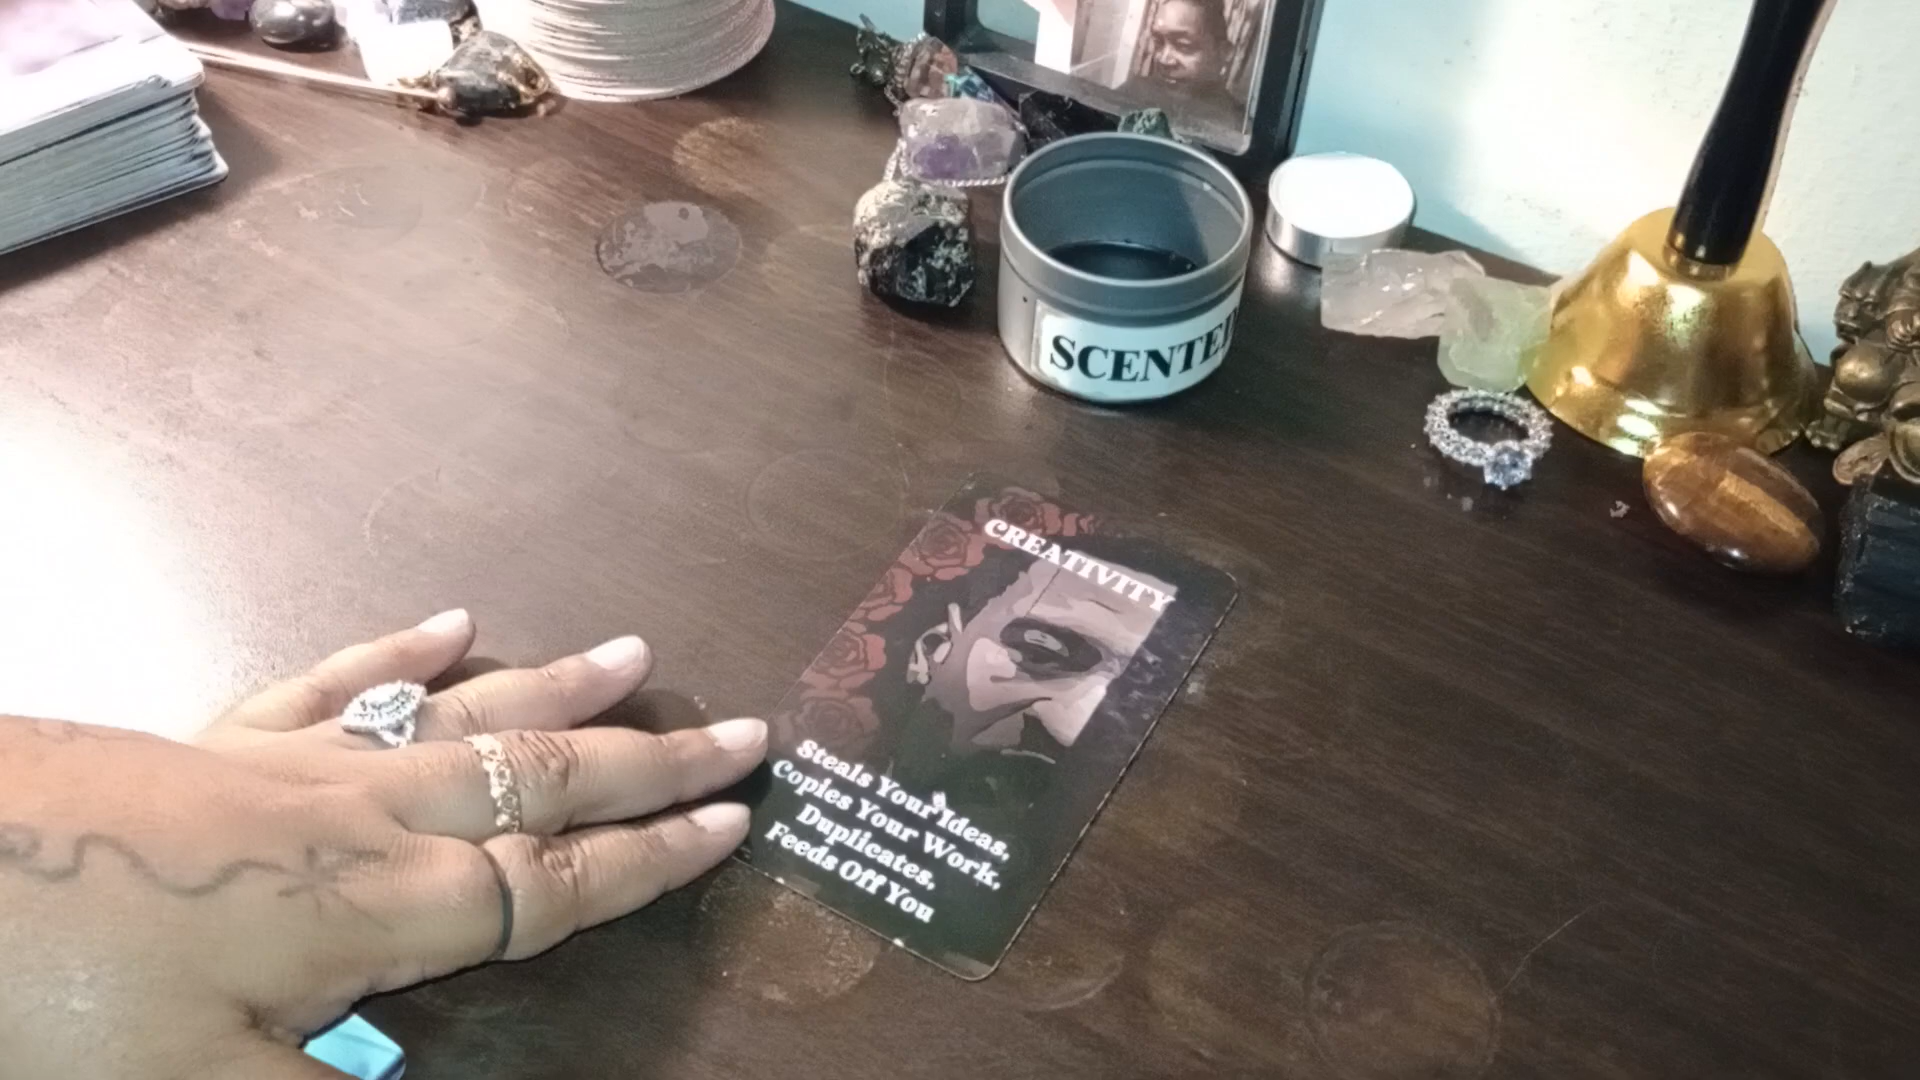 SCENTED
CREATIVITY
Steals Your Ideas,
Copies Your Work,
Duplicates,
Feeds Off You